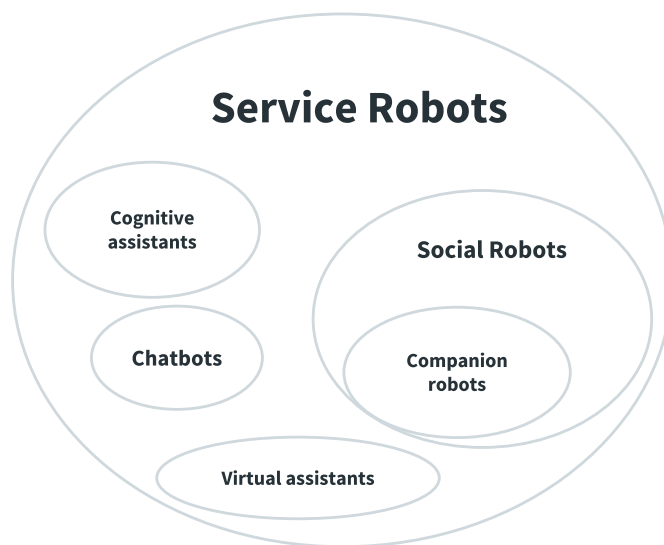 Service Robots
Cognitive
assistants
Social Robots
Chatbots
Companion
robots
Virtual assistants